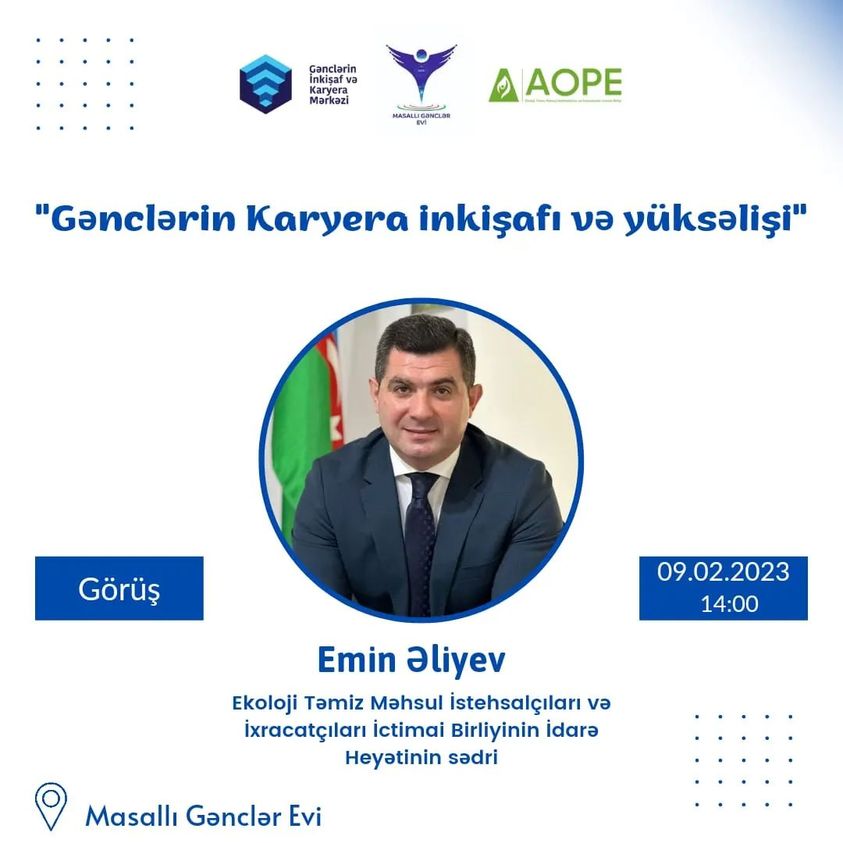 Gənclərin
İnkişaf və
Karyera
Mərkəzi
MASALLI GƏNCLƏR
EVİ
AOPE
"Gənclərin Karyera inkişafı və yüksəlişi"
Görüş
09.02.2023
14:00
Emin Əliyev
Ekoloji Təmiz Məhsul İstehsalçıları və
İxracatçıları İctimai Birliyinin İdarə
Heyətinin sədri
Masallı Gənclər Evi